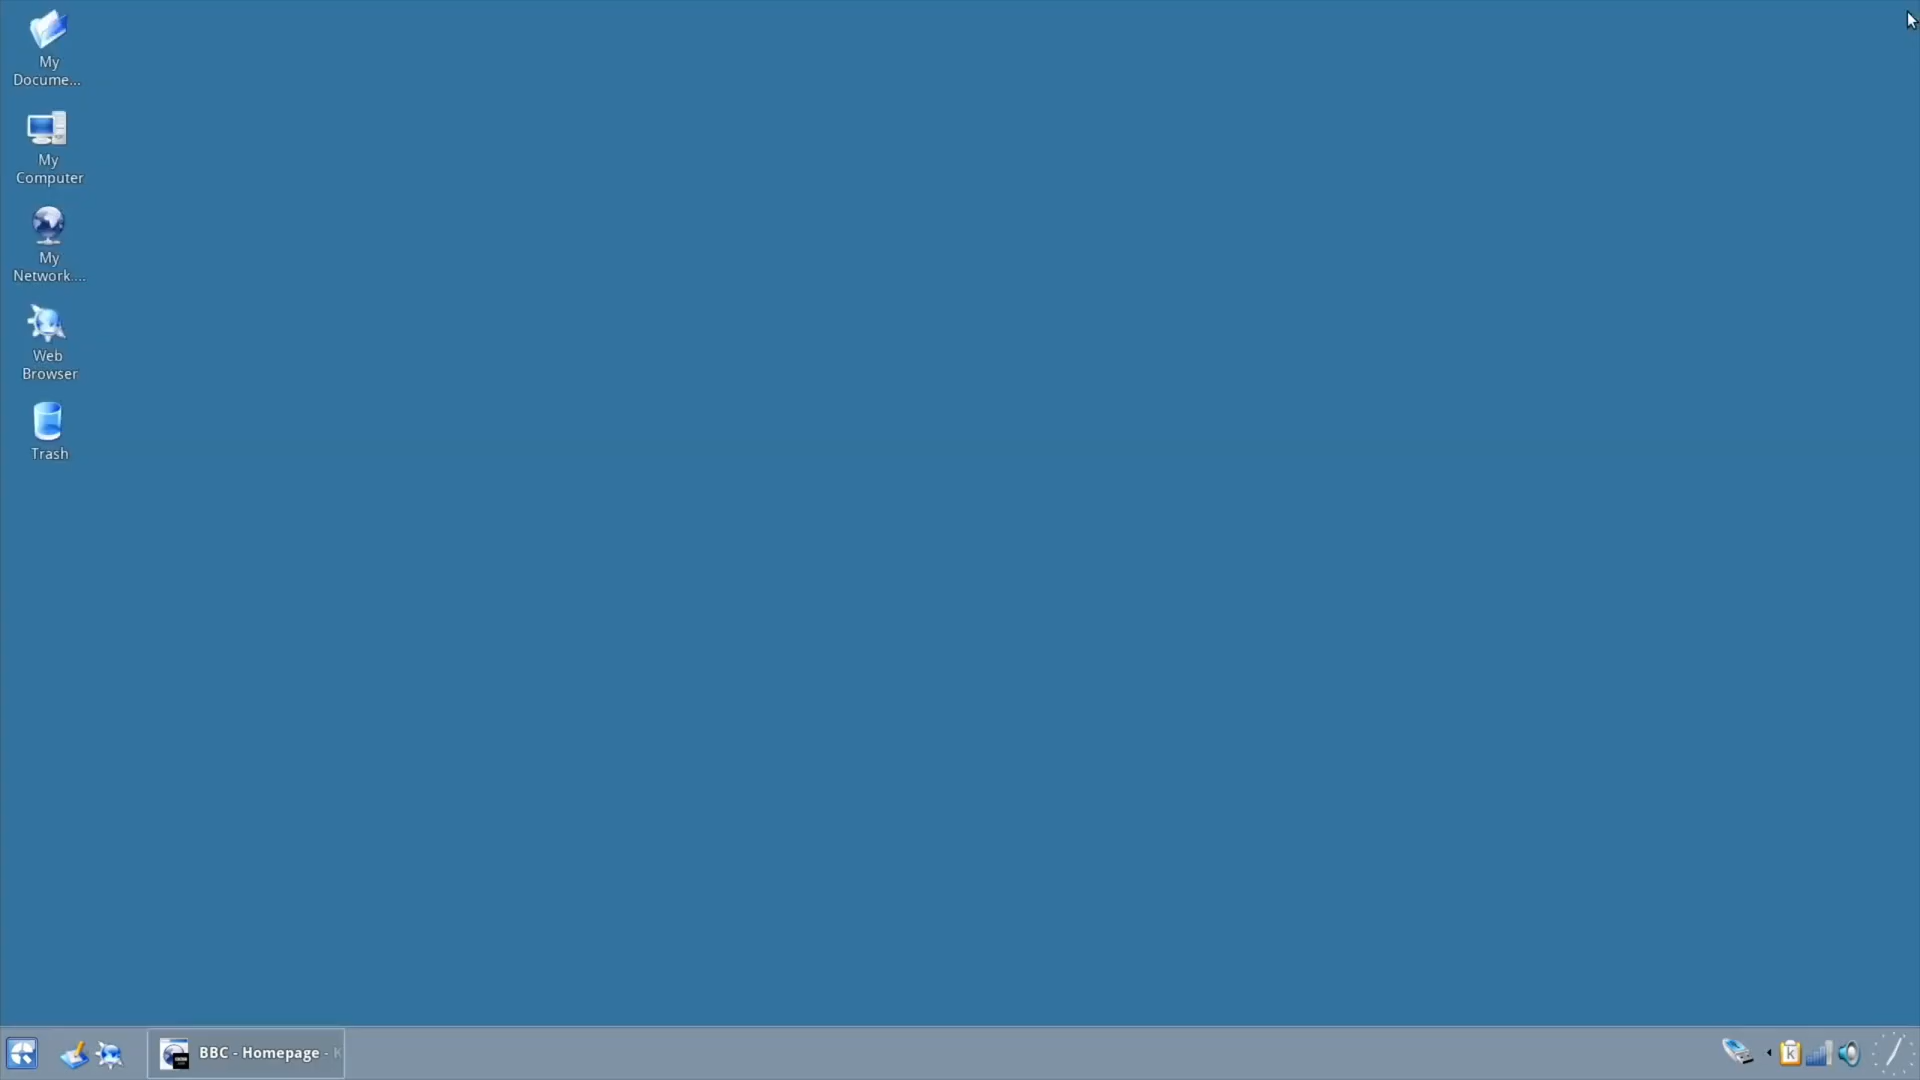 My
Docume...
My
Computer
My
Network....
Web
Browser
Trash
BBC - Homepage - K